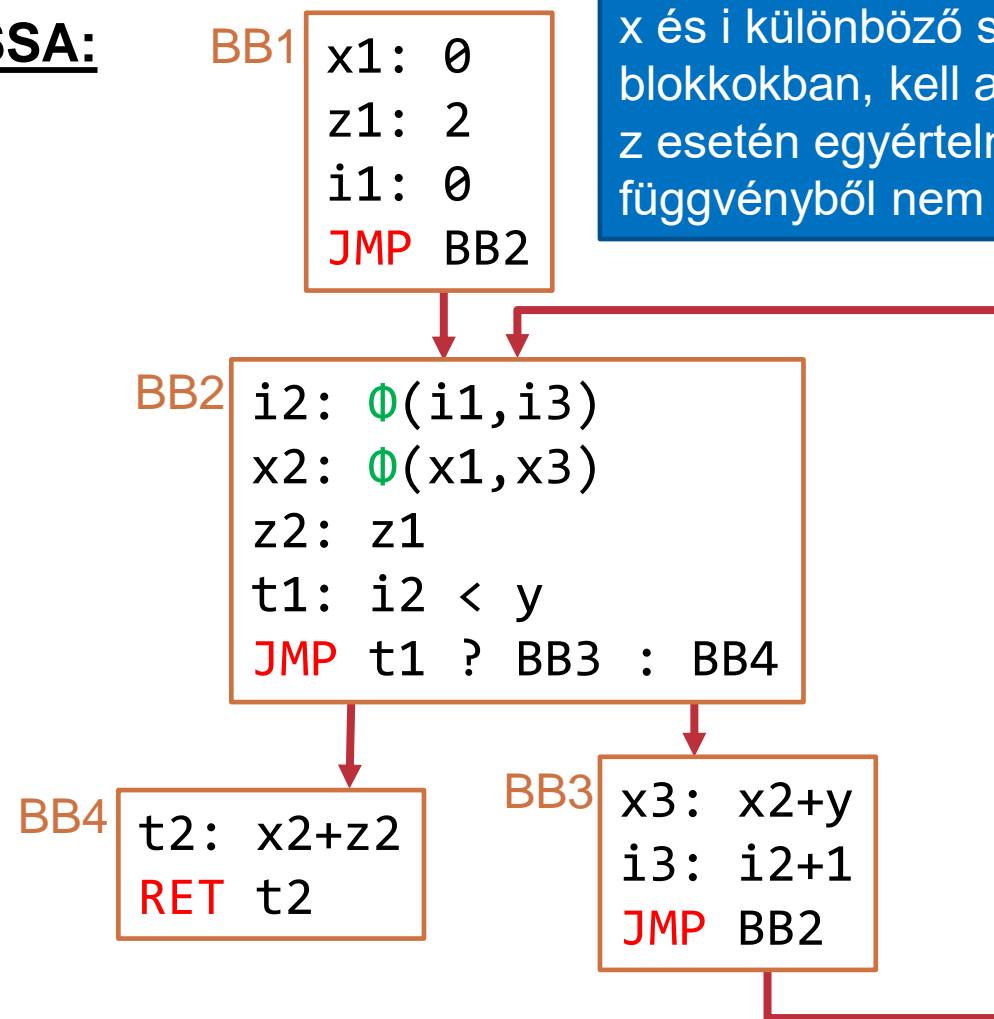 SSA:
BB1
x1: 0
z1: 2
i1: 0
JMP BB2
x és i különböző
blokkokban, kell
z esetén
függvényből nem
BB2
i2: Φ(i1,i3)
x2: Φ(x1,x3)
z2: z1
t1: i2 < y
JMP t1 ? BB3 : BB4
BB4
t2: x2+z2
RET t2
BB3
x3: x2+y
i3: i2+1
JMP BB2